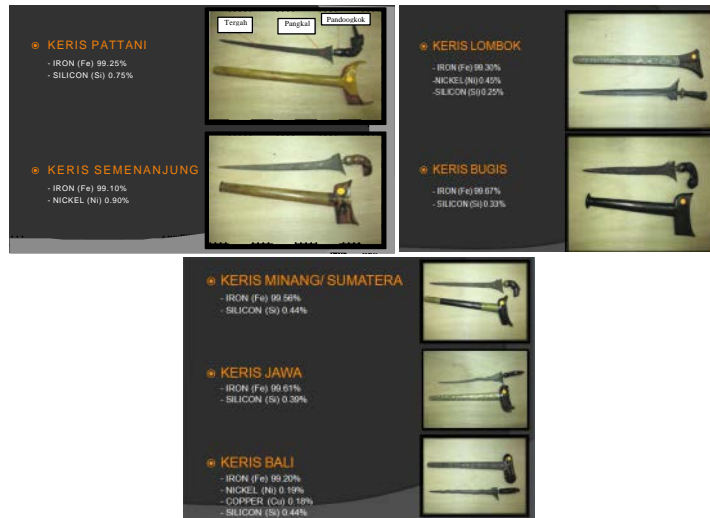 KERIS PATTANI
- IRON (Fe) 99.25%
- SILICON (Si) 0.75%
Tergah
Pangkal
Pandoogkok
KERIS SEMENANJUNG
- IRON (Fe) 99.10%
- NICKEL (Ni) 0.90%
KERIS LOMBOK
- IRON (Fe) 99.30%
-NICKEL (Ni) 0.45%
-SILICON (Si) 0.25%
KERIS BUGIS
- IRON (Fe) 99.67%
- SILICON (Si) 0.33%
KERIS MINANG/ SUMATERA
- IRON (Fe) 99.56%
- SILICON (Si) 0.44%
KERIS JAWA
- IRON (Fe) 99.61%
- SILICON (Si) 0.39%
KERIS BALI
- IRON (Fe) 99.20%
- NICKEL (Ni) 0.19%
- COPPER (Cu) 0.18%
- SILICON (Si) 0.44%